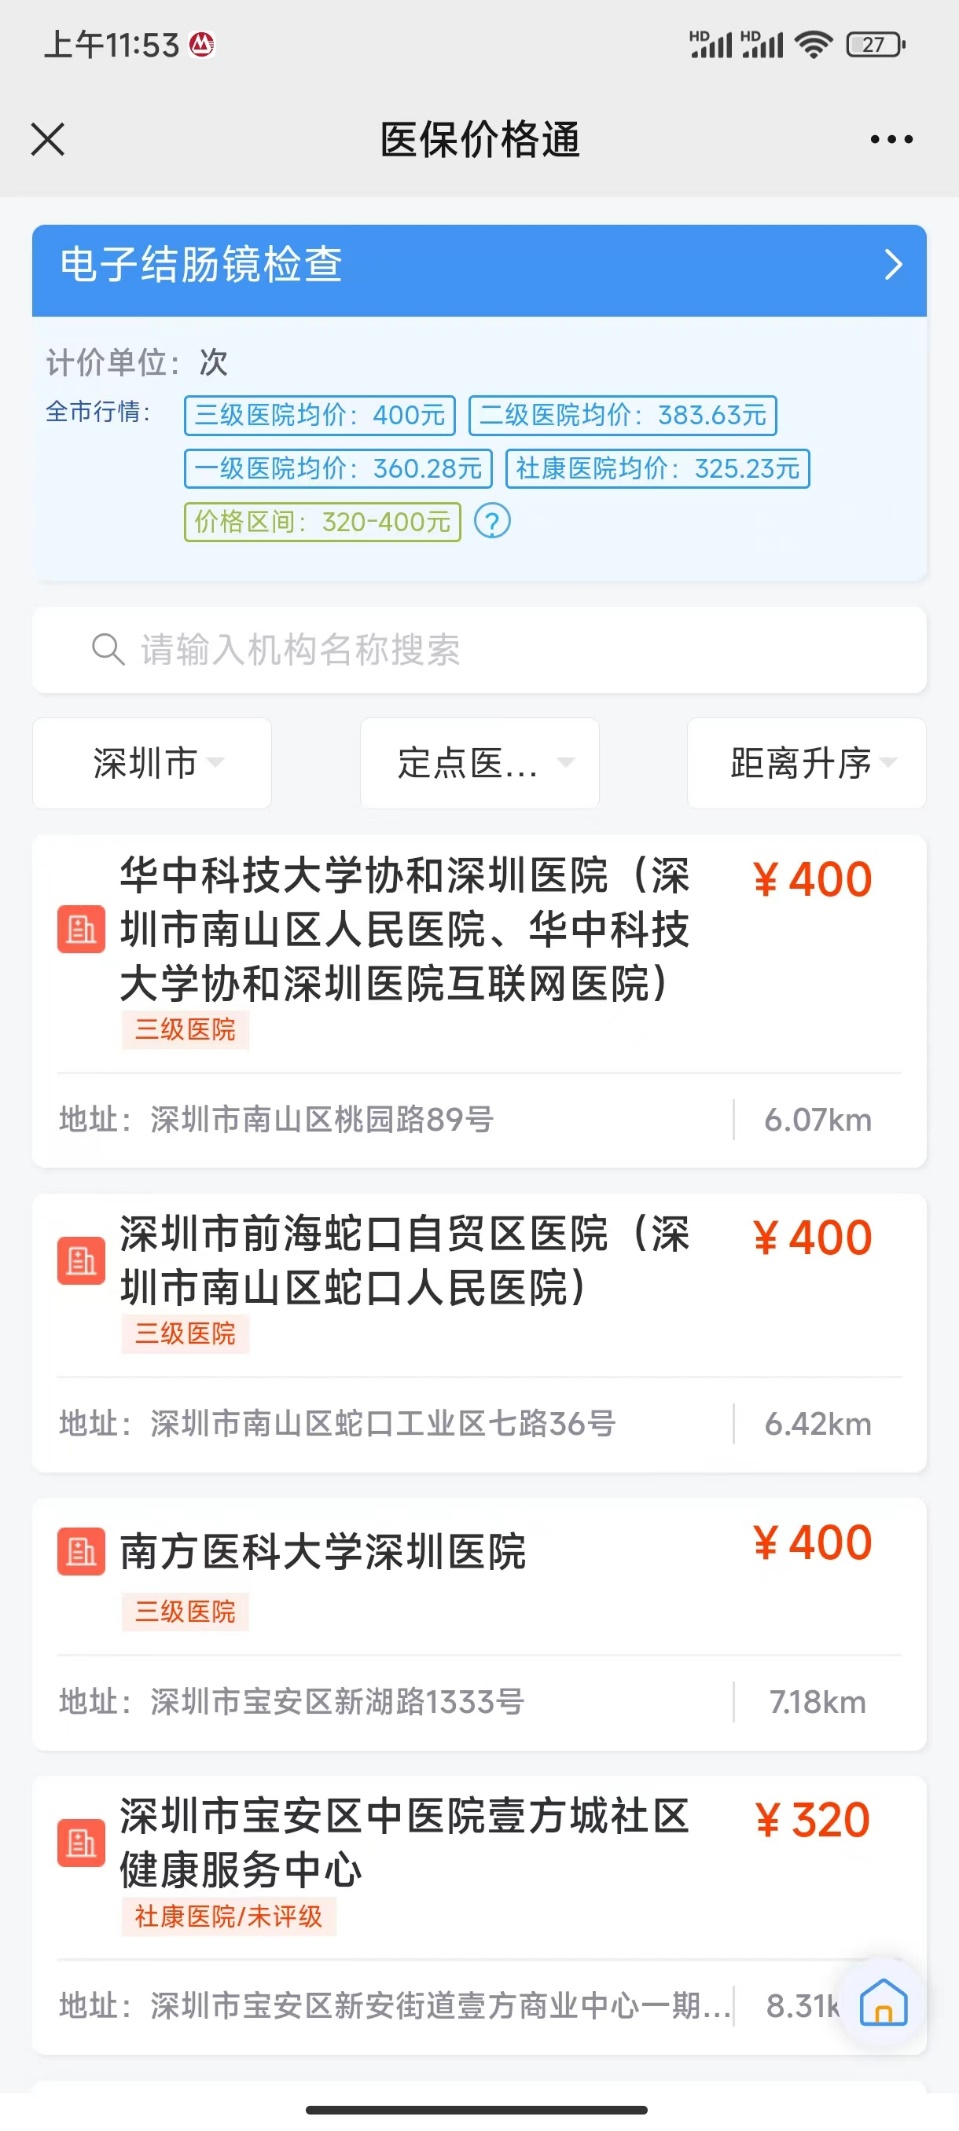 上午11:53
HD HD 27
医保价格通
电子结肠镜检查
计价单位：次
全市行情：
三级医院均价：400元 二级医院均价：383.63元
一级医院均价：360.28元 社康医院均价：325.23元
价格区间：320-400元 ?
请输入机构名称搜索
深圳市 定点医... 距离升序
华中科技大学协和深圳医院（深 ¥400
圳市南山区人民医院、华中科技
大学协和深圳医院互联网医院）
三级医院
地址：深圳市南山区桃园路89号 6.07km
深圳市前海蛇口自贸区医院（深 ¥400
圳市南山区蛇口人民医院）
三级医院
地址：深圳市南山区蛇口工业区七路36号 6.42km
南方医科大学深圳医院 ¥400
三级医院
地址：深圳市宝安区新湖路1333号 7.18km
深圳市宝安区中医院壹方城社区 ¥320
健康服务中心
社康医院/未评级
地址：深圳市宝安区新安街道壹方商业中心一期... 8.31k